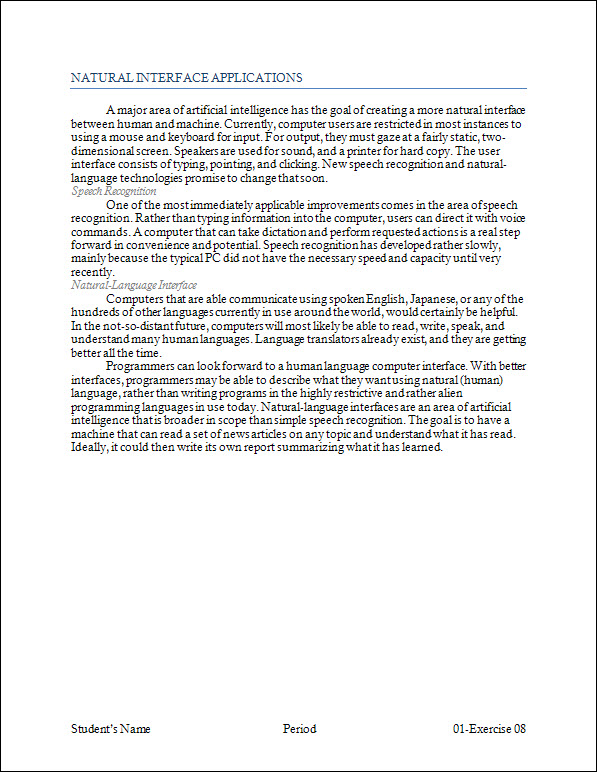 NATURAL INTERFACE APPLICATIONS
A major area of artificial intelligence has the goal of creating a more natural interface
between human and machine. Currently, computer users are restricted in most instances to
using a mouse and keyboard for input. For output, they must gaze at a fairly static, two-
dimensional screen. Speakers are used for sound, and a printer for hard copy. The user
interface consists of typing, pointing, and clicking. New speech recognition and natural-
language technologies promise to change that soon.
Speech Recognition
One of the most immediately applicable improvements comes in the area of speech
recognition. Rather than typing information into the computer, users can direct it with voice
commands. A computer that can take dictation and perform requested actions is a real step
forward in convenience and potential. Speech recognition has developed rather slowly,
mainly because the typical PC did not have the necessary speed and capacity until very
recently.
Natural-Language Interface
Computers that are able communicate using spoken English, Japanese, or any of the
hundreds of other languages currently in use around the world, would certainly be helpful.
In the not-so-distant future, computers will most likely be able to read, write, speak, and
understand many human languages. Language translators already exist, and they are getting
better all the time.
Programmers can look forward to a human language computer interface. With better
interfaces, programmers may be able to describe what they want using natural (human)
language, rather than writing programs in the highly restrictive and rather alien
programming languages in use today. Natural-language interfaces are an area of artificial
intelligence that is broader in scope than simple speech recognition. The goal is to have a
machine that can read a set of news articles on any topic and understand what it has read.
Ideally, it could then write its own report summarizing what it has learned.
Student's Name Period 01-Exercise 08